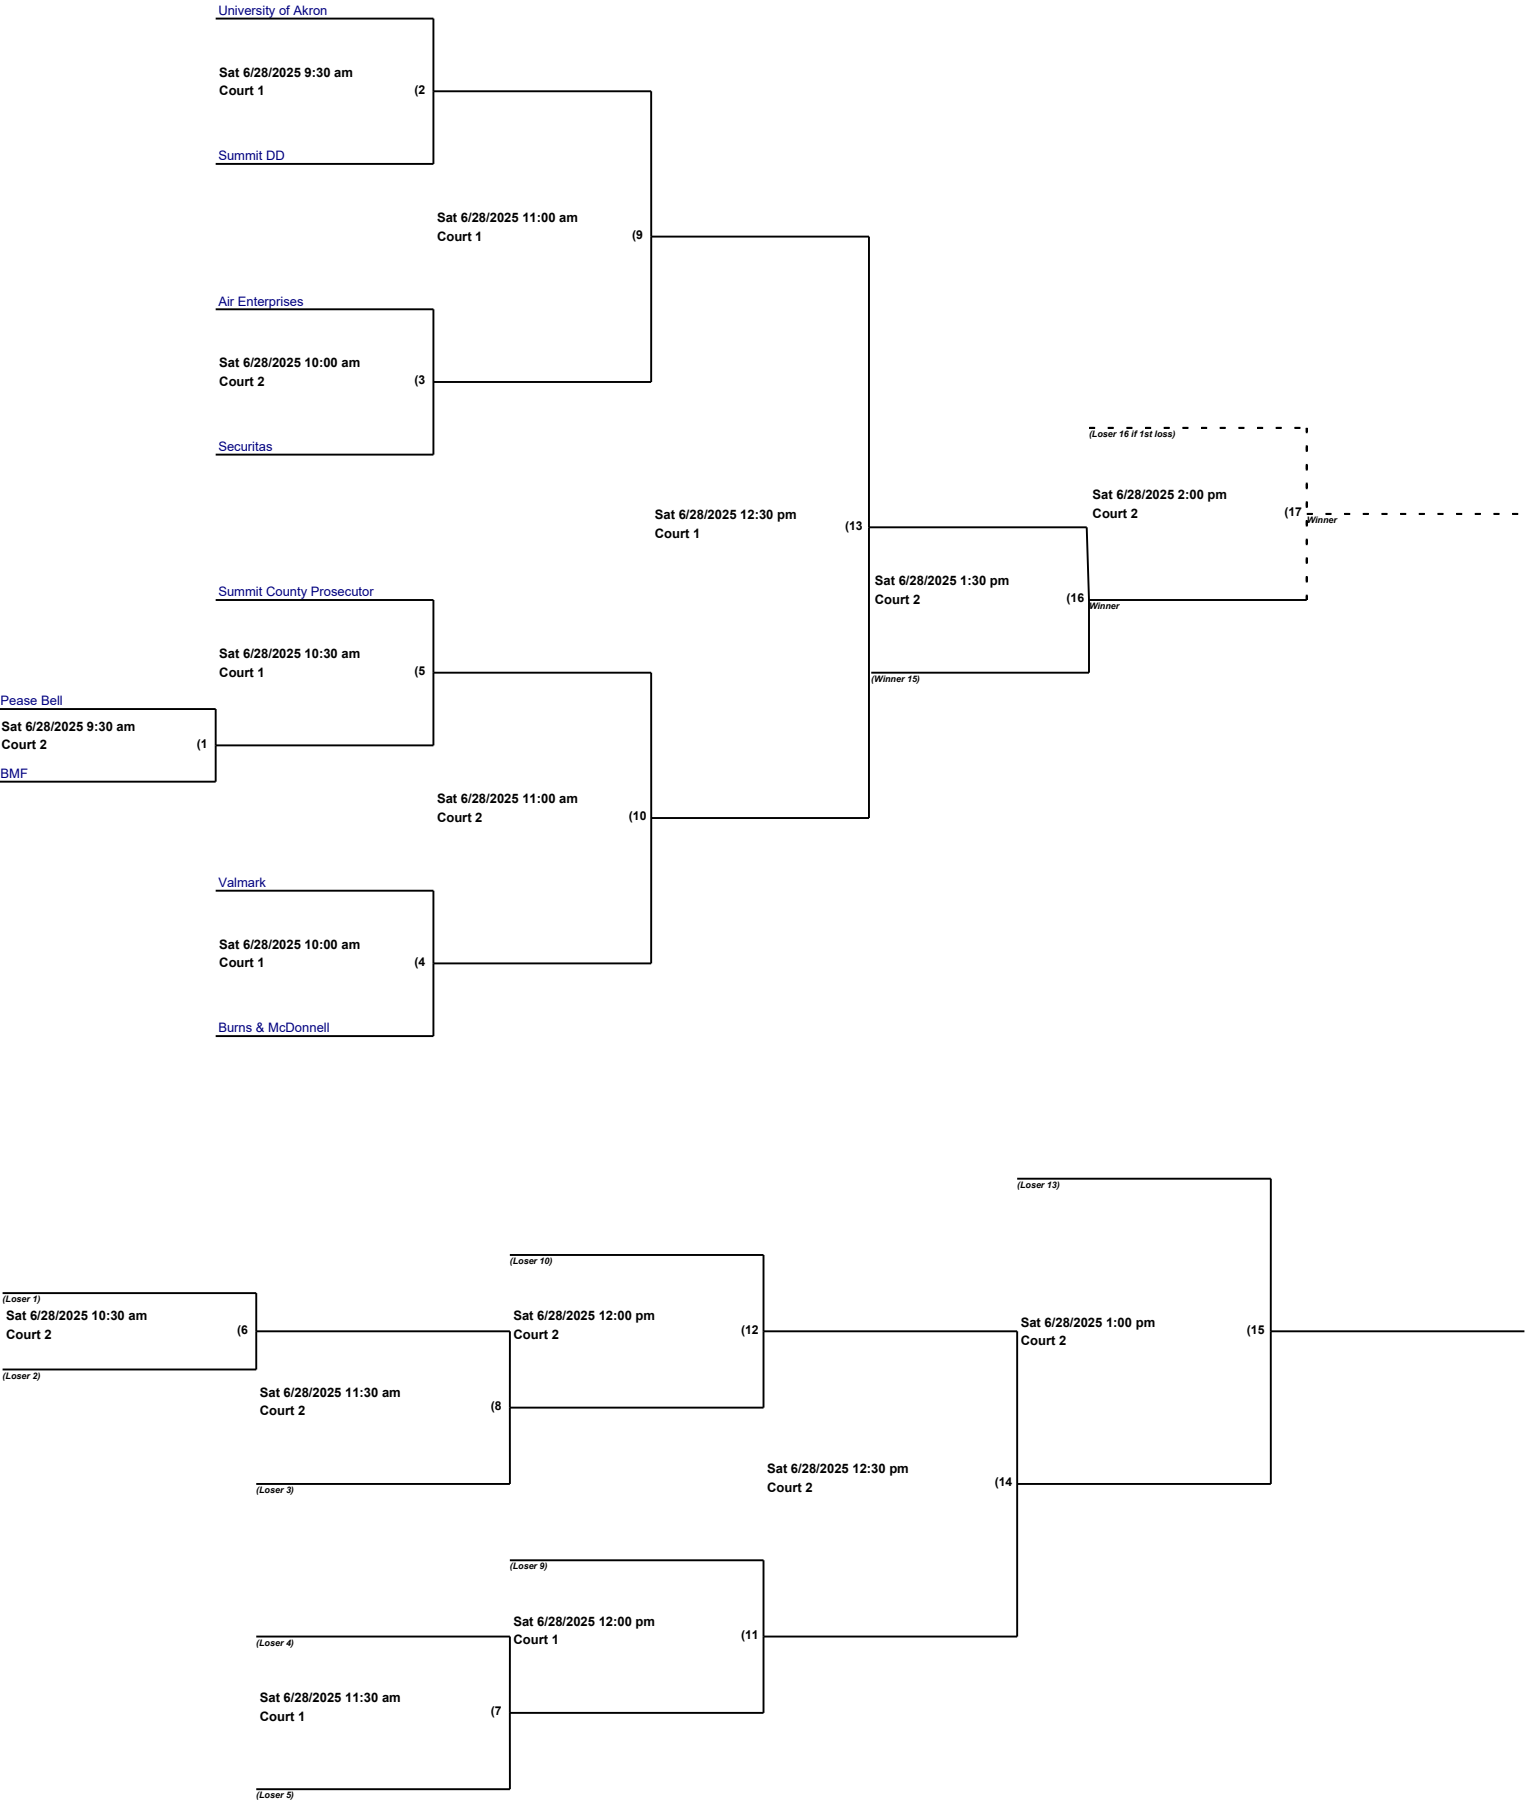 University of Akron
Sat 6/28/2025 9:30 am
Court 1
(2
Summit DD
Sat 6/28/2025 11:00 am
Court 1
(9
Air Enterprises
Sat 6/28/2025 10:00 am
Court 2
(3
Securitas
(Loser 16 if 1st loss)
Sat 6/28/2025 2:00 pm
Court 2
(17
Winner
Sat 6/28/2025 12:30 pm
Court 1
(13
Sat 6/28/2025 1:30 pm
Court 2
(16
Winner
(Winner 15)
Summit County Prosecutor
Sat 6/28/2025 10:30 am
Court 1
(5
Pease Bell
Sat 6/28/2025 9:30 am
Court 2
(1
BMF
Sat 6/28/2025 11:00 am
Court 2
(10
Valmark
Sat 6/28/2025 10:00 am
Court 1
(4
Burns & McDonnell
(Loser 13)
(Loser 10)
(Loser 1)
Sat 6/28/2025 10:30 am
Court 2
(6
(Loser 2)
Sat 6/28/2025 12:00 pm
Court 2
(12
Sat 6/28/2025 1:00 pm
Court 2
(15
Sat 6/28/2025 11:30 am
Court 2
(8
(Loser 3)
Sat 6/28/2025 12:30 pm
Court 2
(14
(Loser 9)
Sat 6/28/2025 12:00 pm
Court 1
(11
(Loser 4)
Sat 6/28/2025 11:30 am
Court 1
(7
(Loser 5)